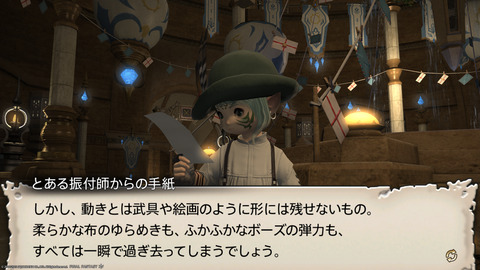 とある振付師からの手紙
しかし、動きとは武具や絵画のように形には残せないもの。
柔らかな布のゆらめきも、ふかふかなポーズの弾力も、
すべては一瞬で過ぎ去ってしまうでしょう。